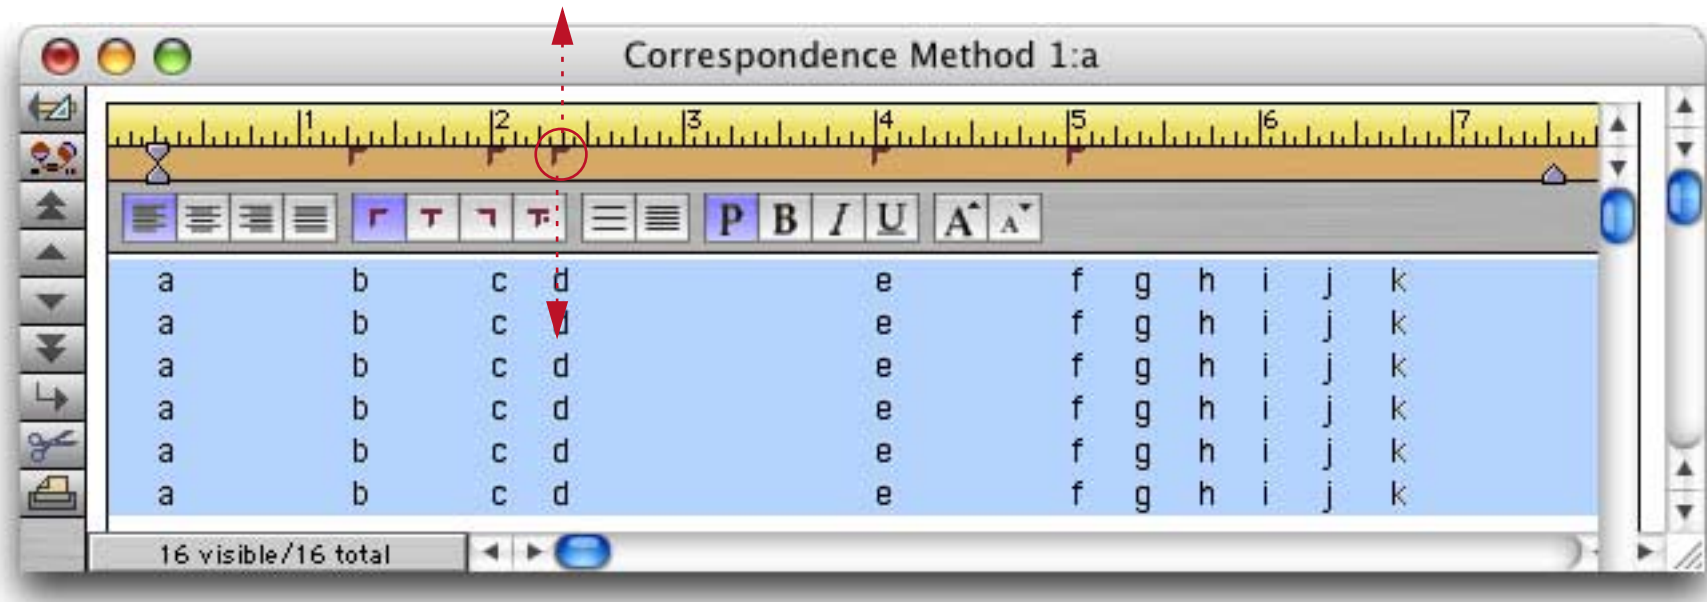 Correspondence Method 1:a
1 2 3 4 5 6 7
P B I U A A
a b c d e f g h i j k
a b c d e f g h i j k
a b c d e f g h i j k
a b c d e f g h i j k
a b c d e f g h i j k
a b c d e f g h i j k
16 visible/16 total